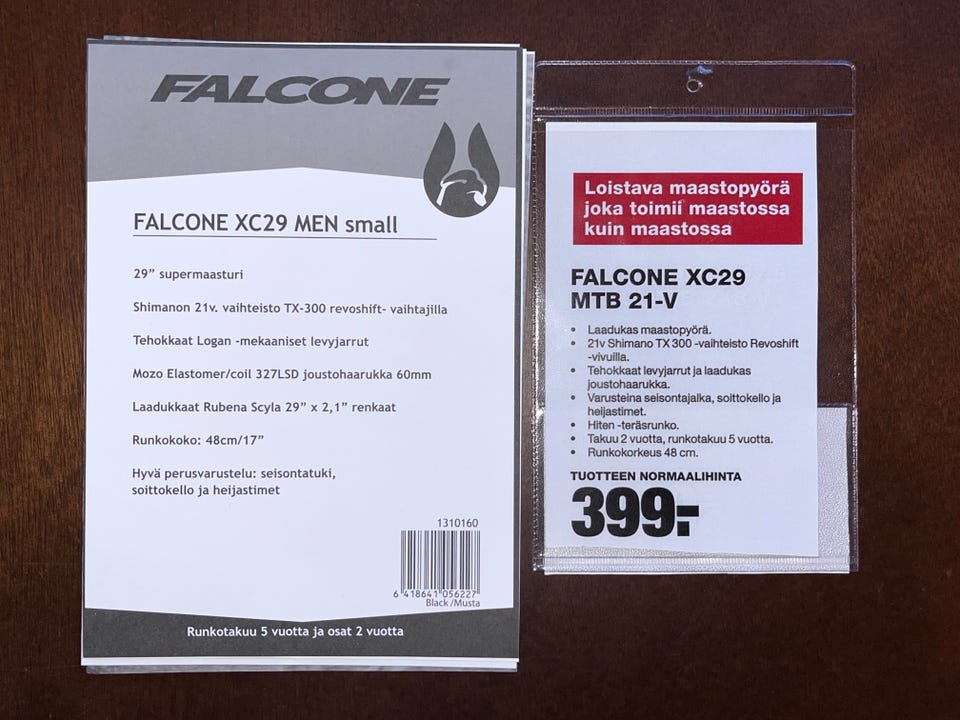 FALCONE
FALCONE XC29 MEN small
29” supermaasturi
Shimanon 21v. vaihteisto TX-300 revoshift- vaihtajilla
Tehokkaat Logan -mekaaniset levyjarrut
Mozo Elastomer/coil 327LSD joustohaarukka 60mm
Laadukkaat Rubena Scyla 29” x 2,1” renkaat
Runkokoko: 48cm/17”
Hyvä perusvarustelu: seisontatuki,
soittokello ja heijastimet
1310160
6 418641 056227
Black /Musta
Runkotakuu 5 vuotta ja osat 2 vuotta
Loistava maastopyörä
joka toimii maastossa
kuin maastossa
FALCONE XC29
MTB 21-V
• Laadukas maastopyörä.
• 21v Shimano TX 300 -vaihteisto Revoshift
-vivuilla.
• Tehokkaat levyjarrut ja laadukas
joustohaarukka.
• Varusteina seisontajalka, soittokello ja
heijastimet.
• Hiten -teräsrunko.
• Takuu 2 vuotta, runkotakuu 5 vuotta.
• Runkokorkeus 48 cm.
TUOTTEEN NORMAALIHINTA
399:-